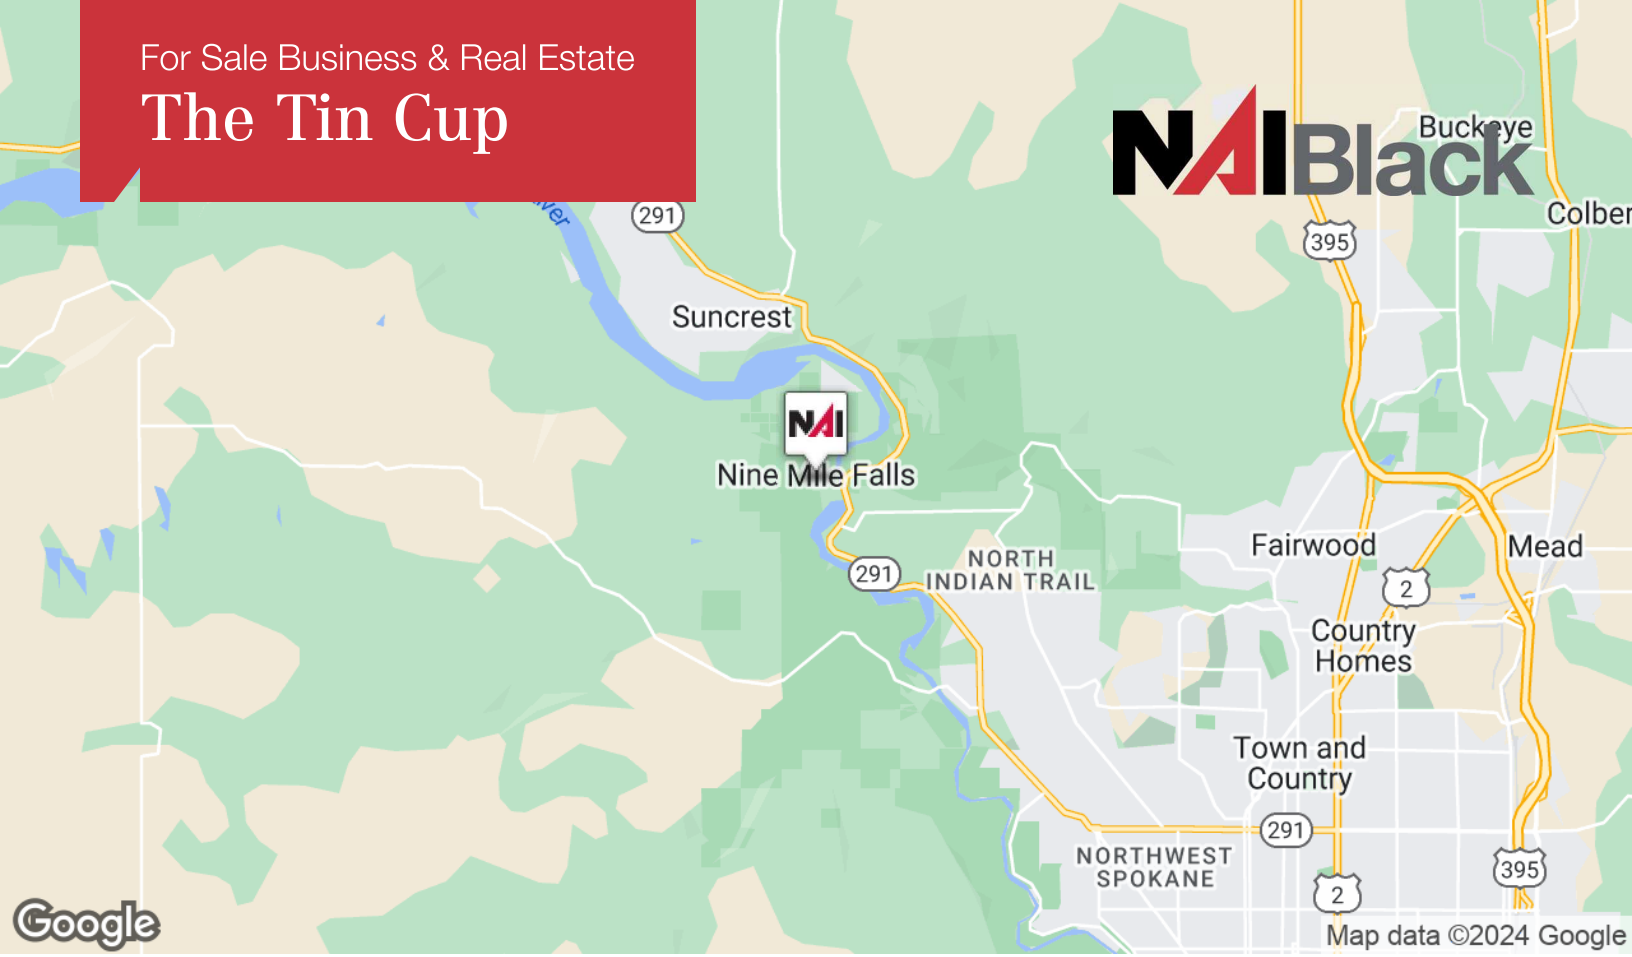 For Sale Business & Real Estate
The Tin Cup
NAI Black
Buckeye
291
395
Suncrest
NAI
Nine Mile Falls
291
NORTH
INDIAN TRAIL
Fairwood
Mead
2
Country
Homes
Town and
Country
291
NORTHWEST
SPOKANE
395
2
Google
Map data ©2024 Google